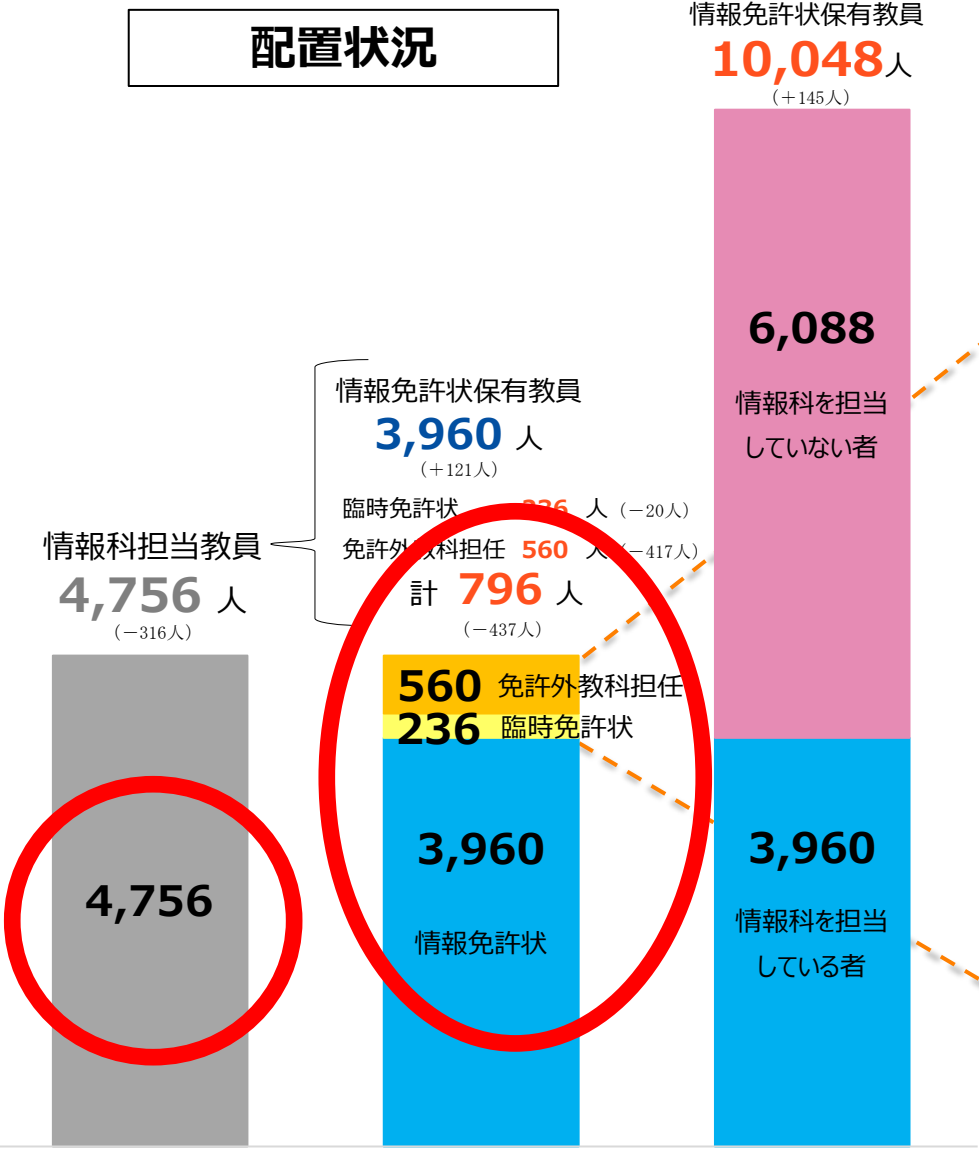 配置状況
情報免許状保有教員
10,048人
（＋145人）
6,088
情報科を担当
していない者
情報免許状保有教員
3,960 人
（＋121人）
臨時免許状 236 人（－20人）
免許外教科担任 560 人（－417人）
計 796 人
（－437人）
情報科担当教員
4,756 人
（－316人）
560 免許外教科担任
236 臨時免許状
4,756
3,960
情報免許状
3,960
情報科を担当
している者